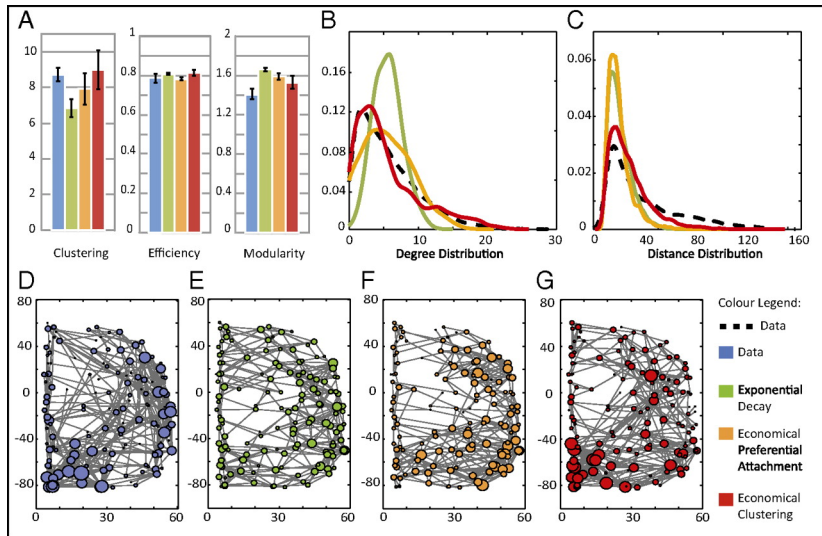 A
B
C
10
8
6
4
2
0
Clustering
1
0.8
0.6
0.4
0.2
0
Efficiency
2
1.6
1.2
0.8
0.4
0
Modularity
0.16
0.12
0.08
0.04
0 10 20 30
Degree Distribution
0.06
0.04
0.02
0
0 40 80 120 160
Distance Distribution
D
E
F
G
80
40
0
-40
-80
0 30 60
80
40
0
-40
-80
0 30 60
80
40
0
-40
-80
0 30 60
80
40
0
-40
-80
0 30 60
Colour Legend:
Data
Data
Exponential
Decay
Economical
Preferential
Attachment
Economical
Clustering